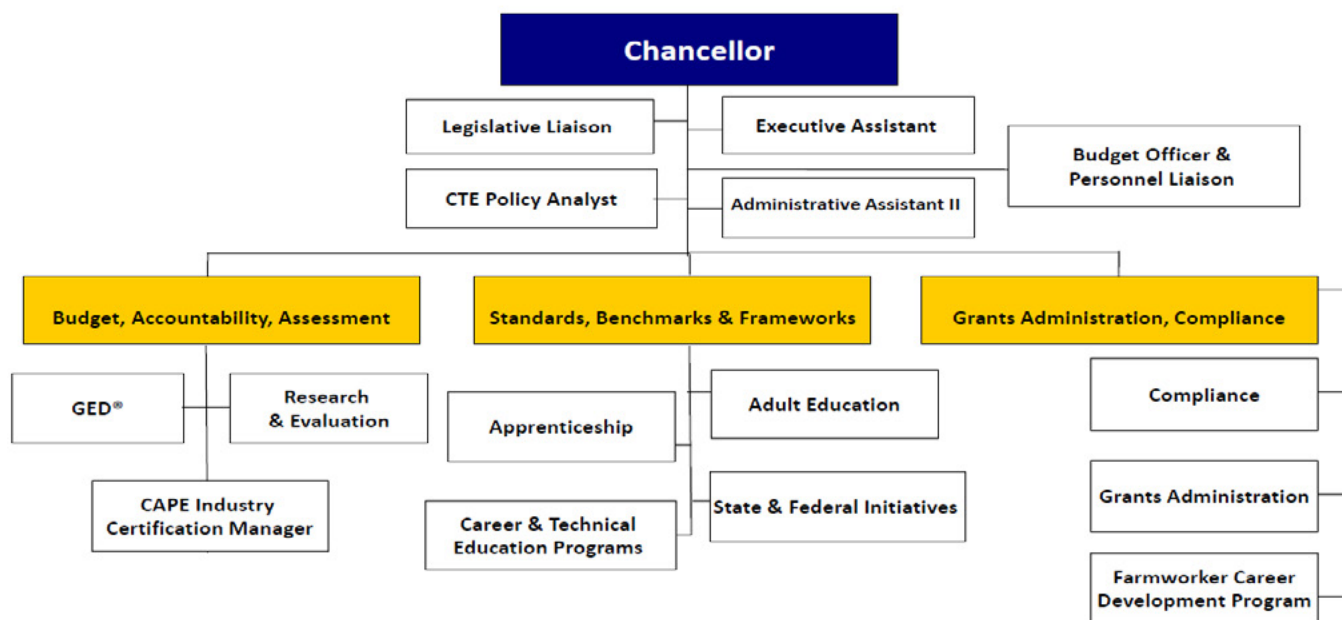 Chancellor
Legislative Liaison
Executive Assistant
Budget Officer &
Personnel Liaison
CTE Policy Analyst
Administrative Assistant II
Budget, Accountability, Assessment
Standards, Benchmarks & Frameworks
Grants Administration, Compliance
GED®
Research
& Evaluation
CAPE Industry
Certification Manager
Adult Education
Apprenticeship
State & Federal Initiatives
Career & Technical
Education Programs
Compliance
Grants Administration
Farmworker Career
Development Program